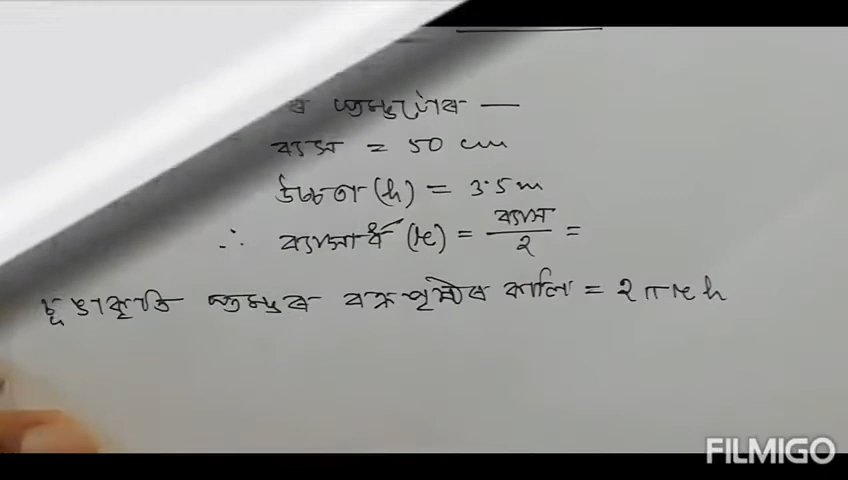 স্তম্ভটোৰ —
ব্যাস = 50 cm
উচ্চতা (h) = 3.5 m
∴ ব্যাসাৰ্ধ (r) = ব্যাস/2 =
চুঙাকৃতি স্তম্ভৰ বক্ৰপৃষ্ঠৰ কালি = 2πrh
FILMIGO